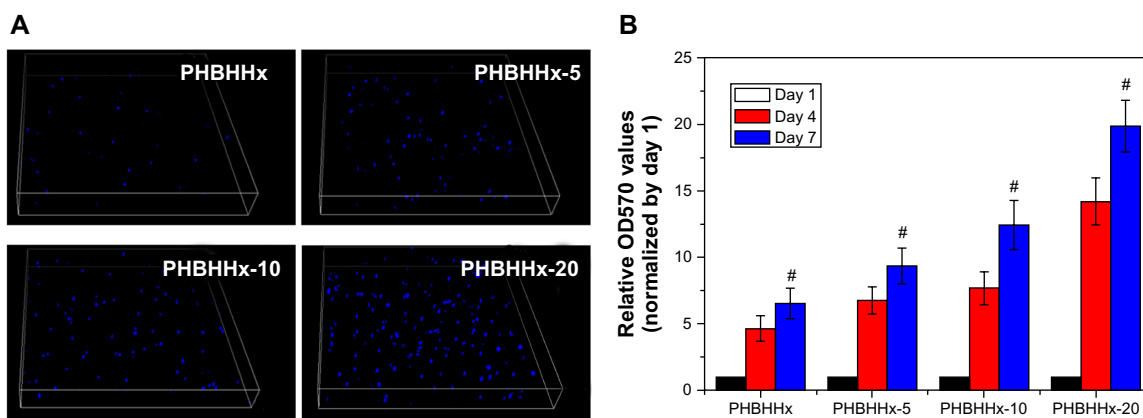 A
PHBHHx
PHBHHx-5
PHBHHx-10
PHBHHx-20
B
Relative OD570 values
(normalized by day 1)
25
20
15
10
5
0
Day 1
Day 4
Day 7
#
#
#
#
PHBHHx
PHBHHx-5
PHBHHx-10
PHBHHx-20